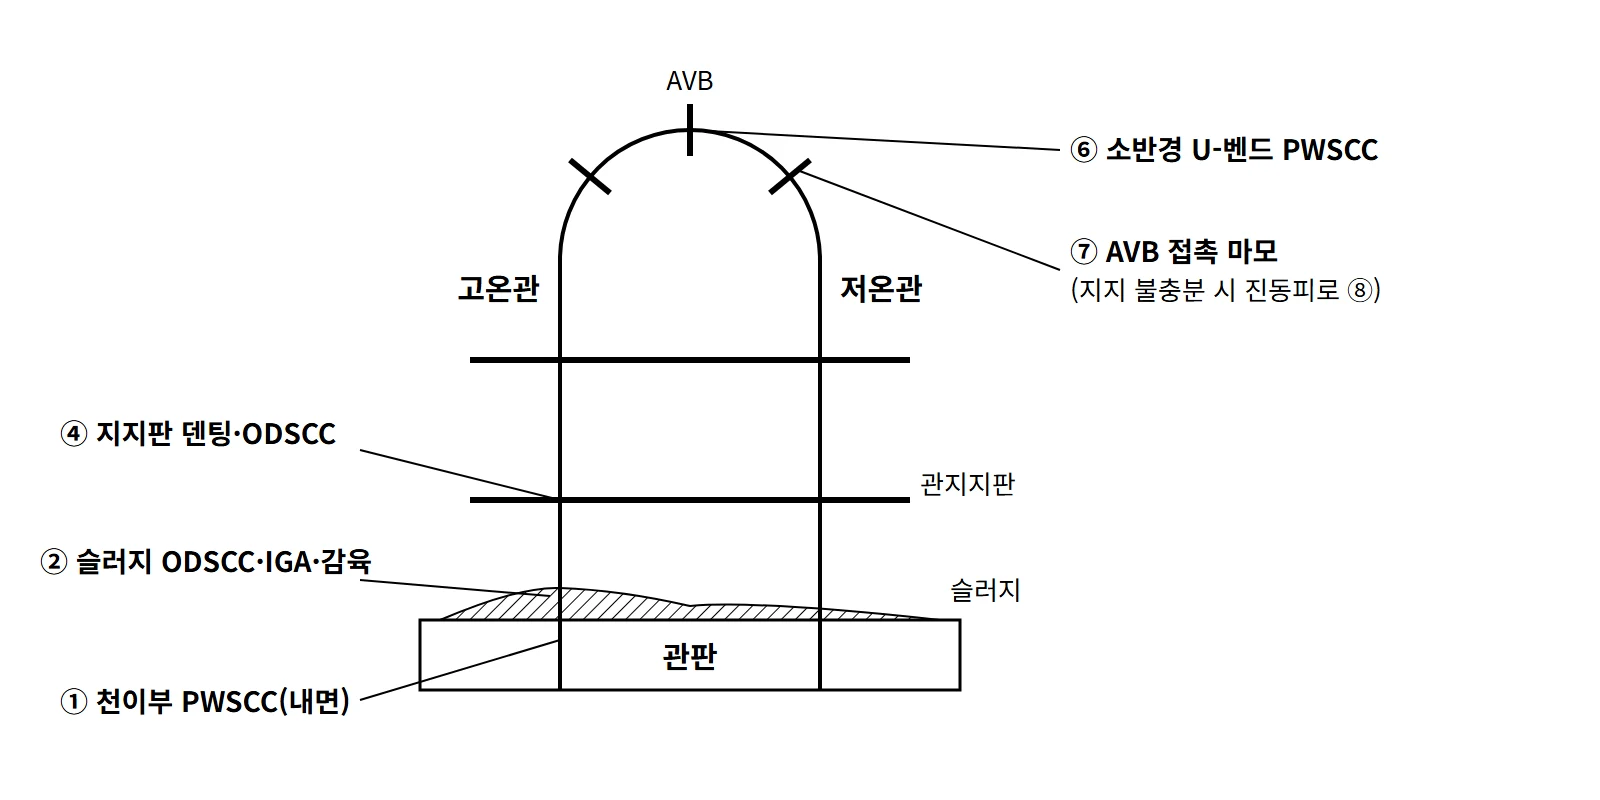 AVB
⑥ 소반경 U-벤드 PWSCC
⑦ AVB 접촉 마모
(지지 불충분 시 진동피로 ⑧)
고온관
저온관
④ 지지판 덴팅·ODSCC
관지지판
② 슬러지 ODSCC·IGA·감육
슬러지
관판
① 천이부 PWSCC(내면)